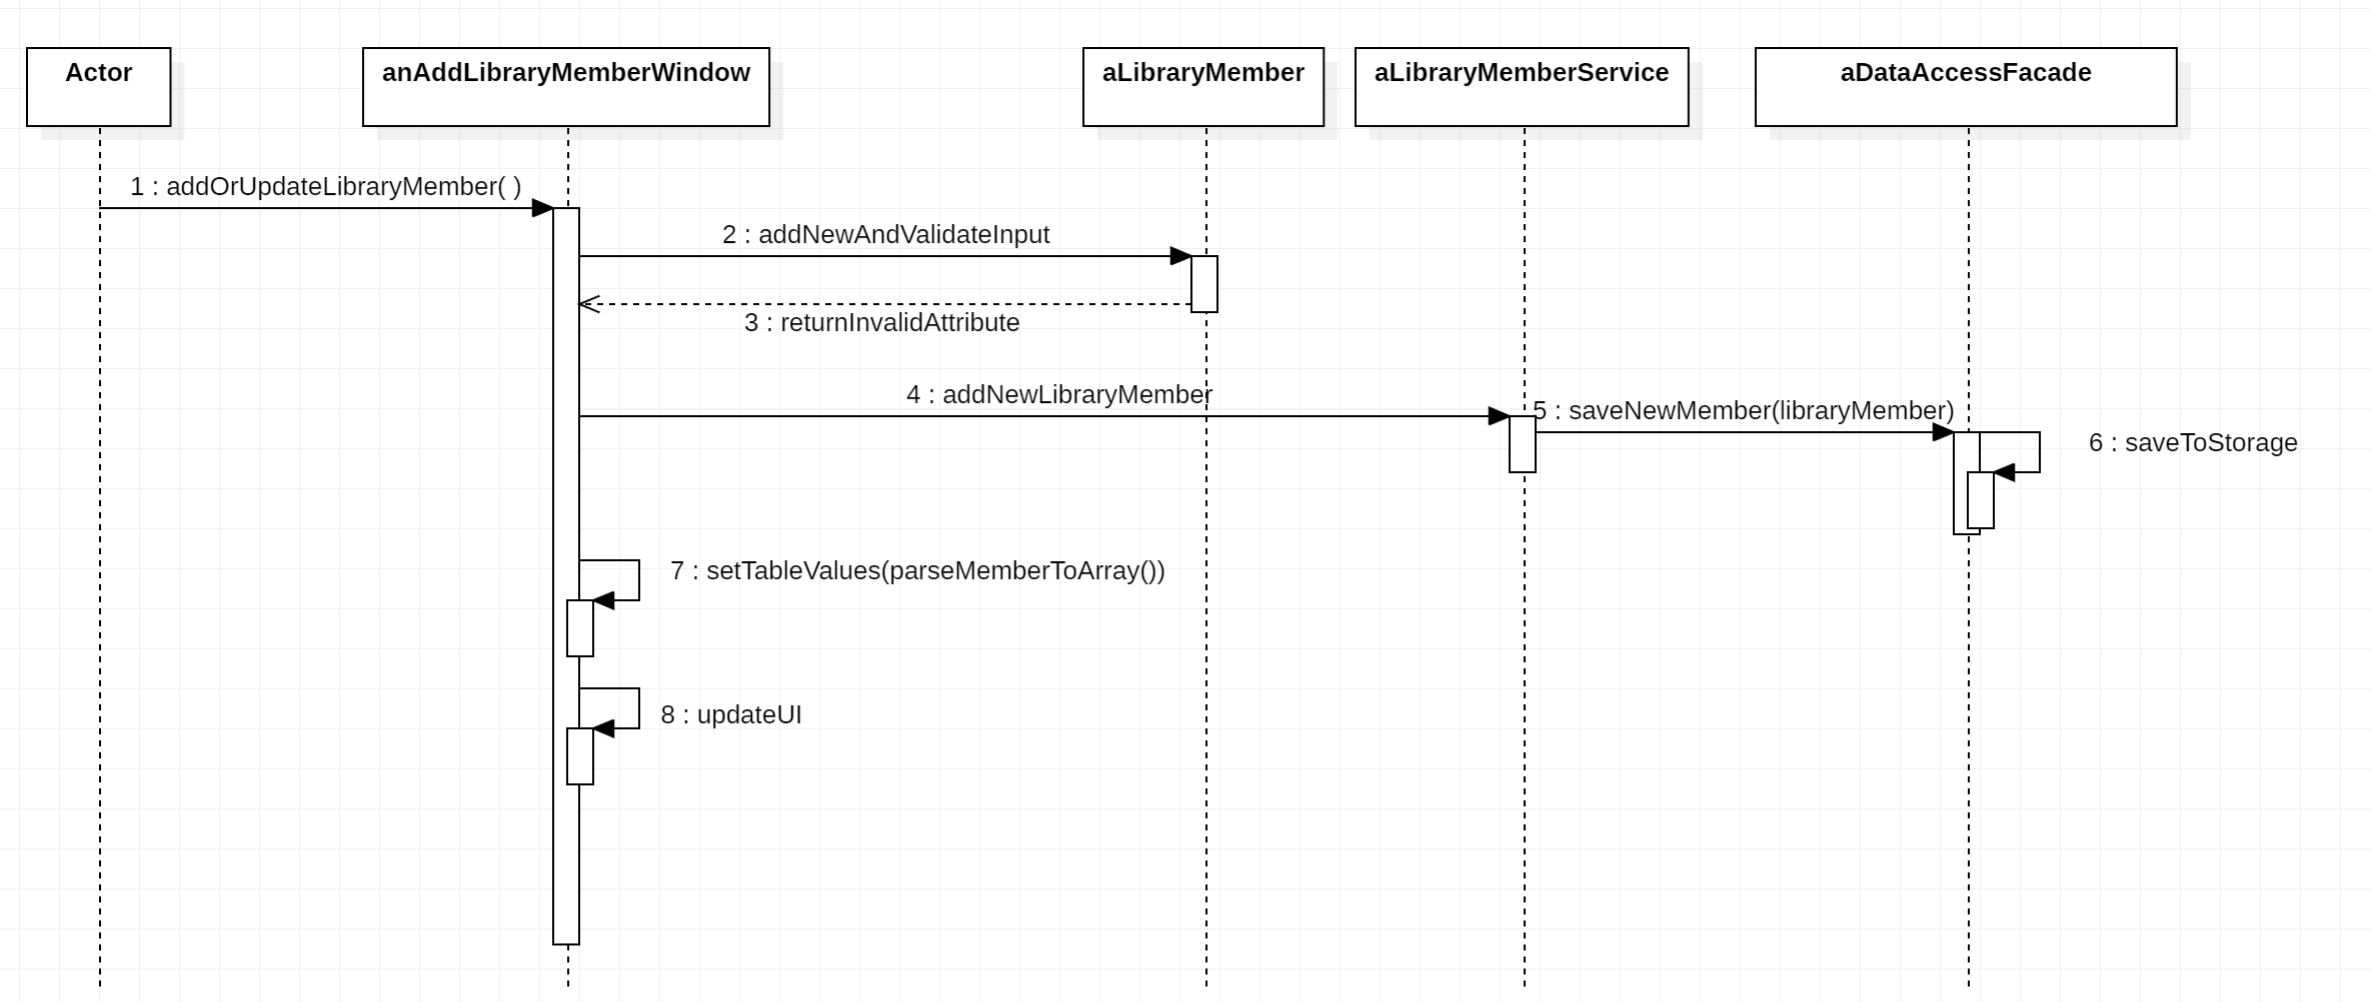 Actor
anAddLibraryMemberWindow
aLibraryMember
aLibraryMemberService
aDataAccessFacade
1 : addOrUpdateLibraryMember( )
2 : addNewAndValidateInput
3 : returnInvalidAttribute
4 : addNewLibraryMember
5 : saveNewMember(libraryMember)
6 : saveToStorage
7 : setTableValues(parseMemberToArray())
8 : updateUI